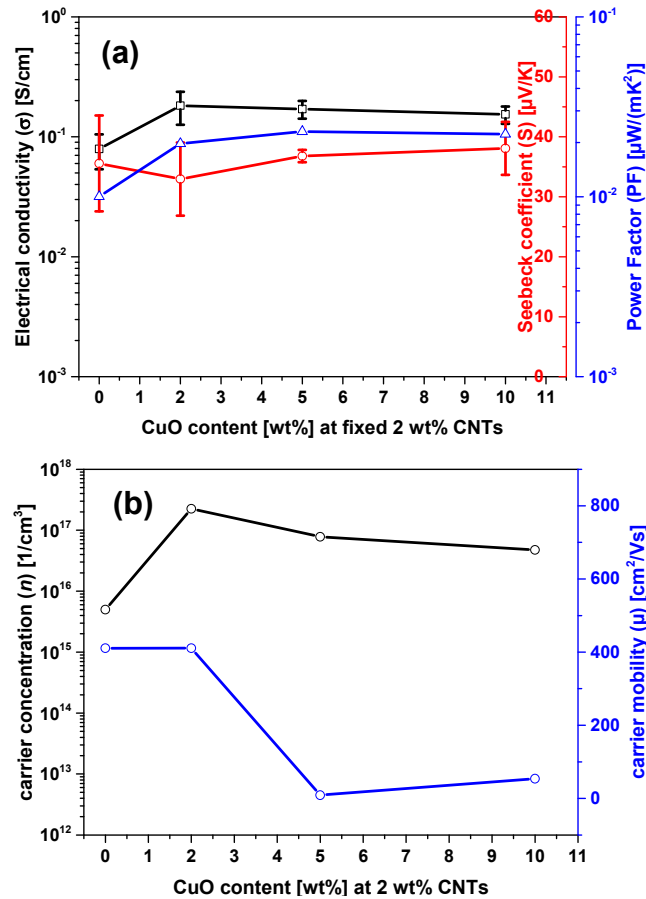 (a)
Electrical conductivity (σ) [S/cm]
10⁰
10⁻¹
10⁻²
10⁻³
60
50
40
30
20
10
0
Seebeck coefficient (S) [µV/K]
10⁻¹
10⁻²
10⁻³
Power Factor (PF) [µW/(mK²)]
0 1 2 3 4 5 6 7 8 9 10 11
CuO content [wt%] at fixed 2 wt% CNTs
(b)
carrier concentration (n) [1/cm³]
10¹⁸
10¹⁷
10¹⁶
10¹⁵
10¹⁴
10¹³
10¹²
800
600
400
200
0
carrier mobility (µ) [cm²/Vs]
0 1 2 3 4 5 6 7 8 9 10 11
CuO content [wt%] at 2 wt% CNTs